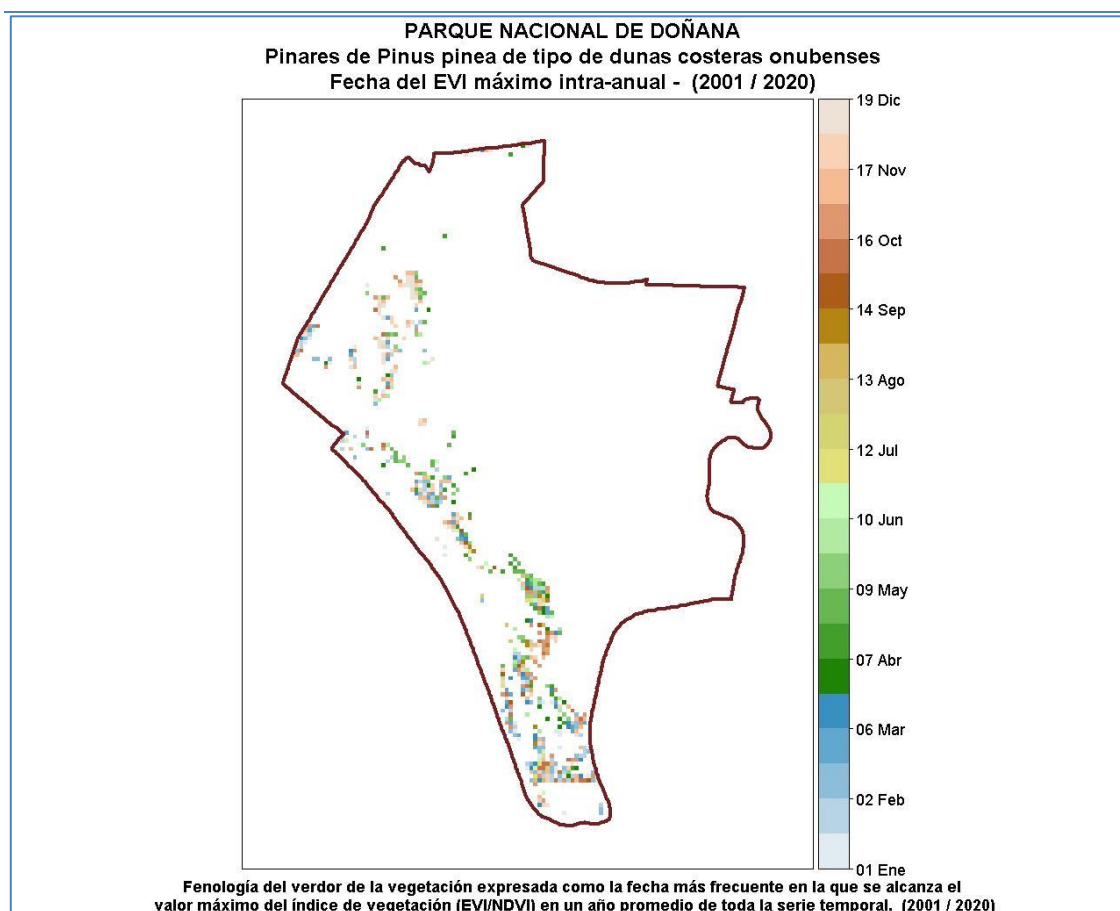 PARQUE NACIONAL DE DOÑANA
Pinares de Pinus pinea de tipo de dunas costeras onubenses
Fecha del EVI máximo intra-anual - (2001 / 2020)
19 Dic
17 Nov
16 Oct
14 Sep
13 Ago
12 Jul
10 Jun
09 May
07 Abr
06 Mar
02 Feb
01 Ene
Fenología del verdor de la vegetación expresada como la fecha más frecuente en la que se alcanza el
valor máximo del índice de vegetación (EVI/NDVI) en un año promedio de toda la serie temporal. (2001 / 2020)